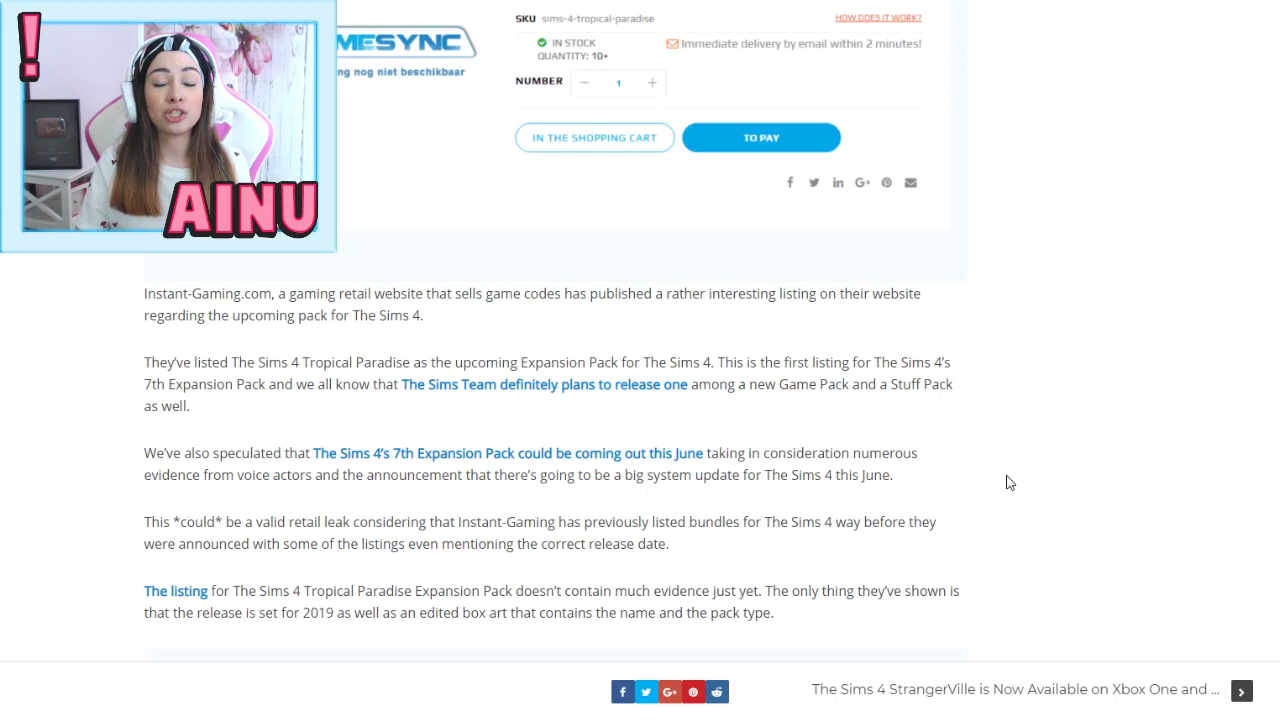 !
AINU
MESYNC
ng nog niet beschikbaar
SKU sims-4-tropical-paradise
HOW DOES IT WORK?
IN STOCK
QUANTITY: 10+
Immediate delivery by email within 2 minutes!
NUMBER
1
IN THE SHOPPING CART
TO PAY
Instant-Gaming.com, a gaming retail website that sells game codes has published a rather interesting listing on their website
regarding the upcoming pack for The Sims 4.
They've listed The Sims 4 Tropical Paradise as the upcoming Expansion Pack for The Sims 4. This is the first listing for The Sims 4's
7th Expansion Pack and we all know that The Sims Team definitely plans to release one among a new Game Pack and a Stuff Pack
as well.
We've also speculated that The Sims 4's 7th Expansion Pack could be coming out this June taking in consideration numerous
evidence from voice actors and the announcement that there's going to be a big system update for The Sims 4 this June.
This *could* be a valid retail leak considering that Instant-Gaming has previously listed bundles for The Sims 4 way before they
were announced with some of the listings even mentioning the correct release date.
The listing for The Sims 4 Tropical Paradise Expansion Pack doesn't contain much evidence just yet. The only thing they've shown is
that the release is set for 2019 as well as an edited box art that contains the name and the pack type.
The Sims 4 StrangerVille is Now Available on Xbox One and ...